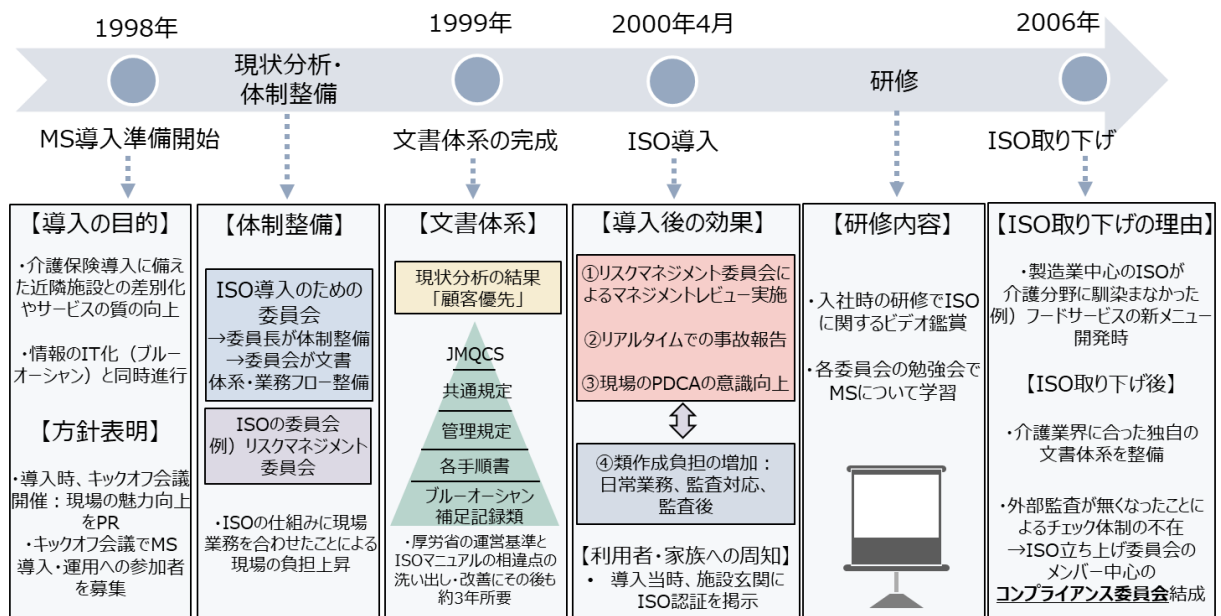 1998年
1999年
2000年4月
2006年
現状分析・
体制整備
研修
MS導入準備開始
文書体系の完成
ISO導入
ISO取り下げ
【導入の目的】
・介護保険導入に備え
た近隣施設との差別化
やサービスの質の向上
・情報のIT化（ブルー
オーシャン）と同時進行
【方針表明】
・導入時、キックオフ会議
開催：現場の魅力向上
をPR
・キックオフ会議でMS
導入・運用への参加者
を募集
【体制整備】
ISO導入のための
委員会
→委員長が体制整備
→委員会が文書
体系・業務フロー整備
ISOの委員会
例）リスクマネジメント
委員会
・ISOの仕組みに現場
業務を合わせたことによる
現場の負担上昇
【文書体系】
現状分析の結果
「顧客優先」
JMQCS
共通規定
管理規定
各手順書
ブルーオーシャン
補足記録類
・厚労省の運営基準と
ISOマニュアルの相違点の
洗い出し・改善にその後も
約3年所要
【導入後の効果】
①リスクマネジメント委員会に
よるマネジメントレビュー実施
②リアルタイムでの事故報告
③現場のPDCAの意識向上
④類作成負担の増加：
日常業務、監査対応、
監査後
【利用者・家族への周知】
• 導入当時、施設玄関に
ISO認証を掲示
【研修内容】
・入社時の研修でISO
に関するビデオ鑑賞
・各委員会の勉強会で
MSについて学習
【ISO取り下げの理由】
・製造業中心のISOが
介護分野に馴染まなかった
例）フードサービスの新メニュー
開発時
【ISO取り下げ後】
・介護業界に合った独自の
文書体系を整備
・外部監査が無くなったことに
よるチェック体制の不在
→ISO立ち上げ委員会の
メンバー中心の
コンプライアンス委員会結成